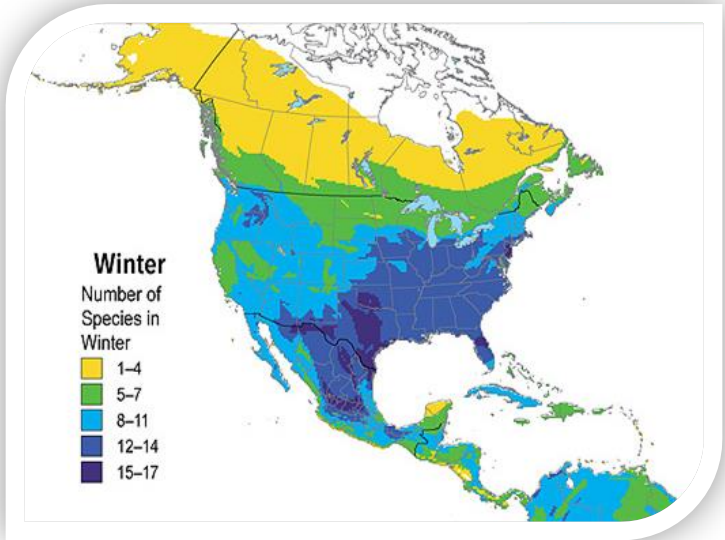 Winter
Number of
Species in
Winter
1–4
5–7
8–11
12–14
15–17